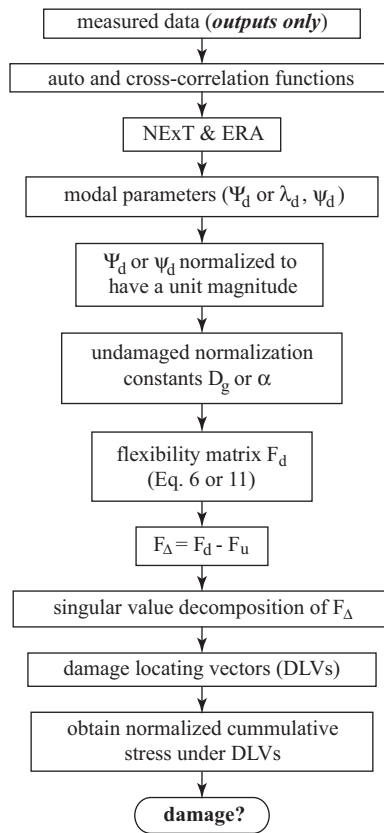 measured data (outputs only)
auto and cross-correlation functions
NExT & ERA
modal parameters (Ψd or λd, ψd)
Ψd or ψd normalized to
have a unit magnitude
undamaged normalization
constants Dg or α
flexibility matrix Fd
(Eq. 6 or 11)
FΔ = Fd - Fu
singular value decomposition of FΔ
damage locating vectors (DLVs)
obtain normalized cummulative
stress under DLVs
damage?